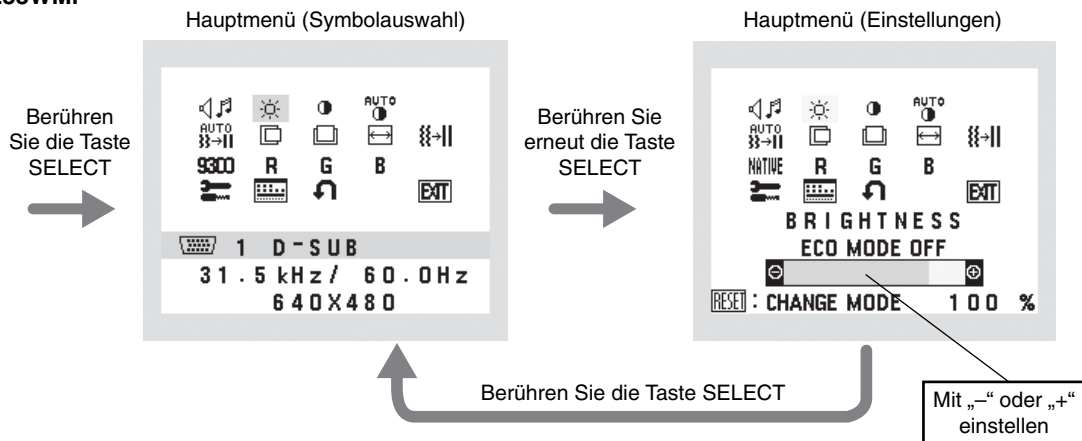 Hauptmenü (Symbolauswahl)
Hauptmenü (Einstellungen)
Berühren
Sie die Taste
SELECT
AUTO
AUTO
9300 R G B
EXIT
1 D-SUB
31.5 kHz/ 60.0Hz
640X480
Berühren Sie
erneut die Taste
SELECT
AUTO
AUTO
NATIVE R G B
EXIT
BRIGHTNESS
ECO MODE OFF
RESET : CHANGE MODE 100 %
Berühren Sie die Taste SELECT
Mit „–“ oder „+“
einstellen